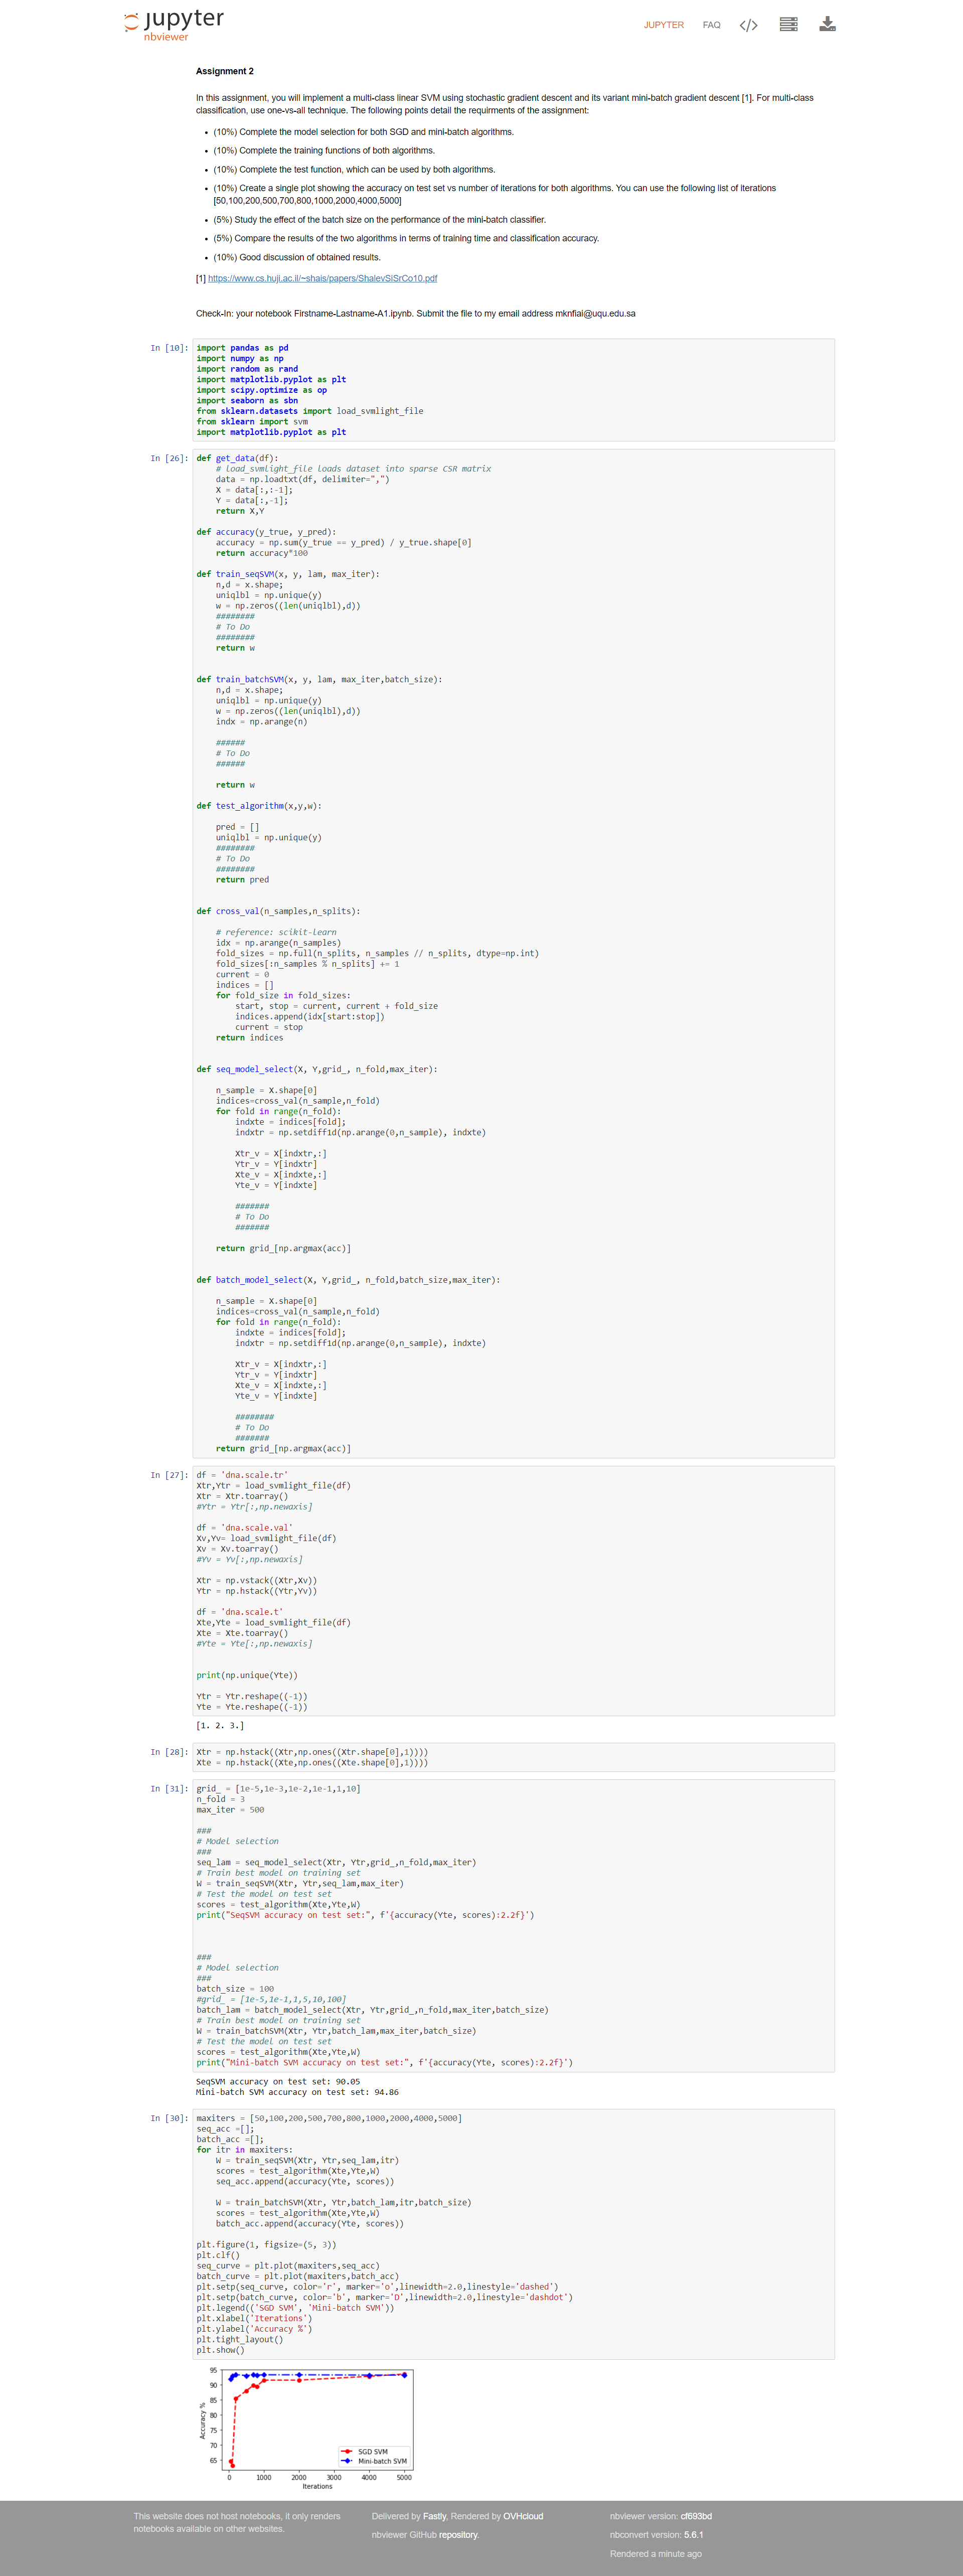 jupyter
nbviewer
JUPYTER
FAQ
</>
Assignment 2
In this assignment, you will implement a multi-class linear SVM using stochastic gradient descent and its variant mini-batch gradient descent [1]. For multi-class
classification, use one-vs-all technique. The following points detail the requirments of the assignment:
• (10%) Complete the model selection for both SGD and mini-batch algorithms.
• (10%) Complete the training functions of both algorithms.
• (10%) Complete the test function, which can be used by both algorithms.
• (10%) Create a single plot showing the accuracy on test set vs number of iterations for both algorithms. You can use the following list of iterations
[50,100,200,500,700,800,1000,2000,4000,5000]
• (5%) Study the effect of the batch size on the performance of the mini-batch classifier.
• (5%) Compare the results of the two algorithms in terms of training time and classification accuracy.
• (10%) Good discussion of obtained results.
[1] https://www.cs.huji.ac.il/~shais/papers/ShalevSiSrCo10.pdf
Check-In: your notebook Firstname-Lastname-A1.ipynb. Submit the file to my email address mknfiai@uqu.edu.sa
In [10]:
import pandas as pd
import numpy as np
import random as rand
import matplotlib.pyplot as plt
import scipy.optimize as op
import seaborn as sbn
from sklearn.datasets import load_svmlight_file
from sklearn import svm
import matplotlib.pyplot as plt
In [26]:
def get_data(df):
    # load_svmlight_file loads dataset into sparse CSR matrix
    data = np.loadtxt(df, delimiter=",")
    X = data[:,:-1];
    Y = data[:,-1];
    return X,Y
def accuracy(y_true, y_pred):
    accuracy = np.sum(y_true == y_pred) / y_true.shape[0]
    return accuracy*100
def train_seqSVM(x, y, lam, max_iter):
    n,d = x.shape;
    uniqlbl = np.unique(y)
    w = np.zeros((len(uniqlbl),d))
    ########
    # To Do
    ########
    return w
def train_batchSVM(x, y, lam, max_iter,batch_size):
    n,d = x.shape;
    uniqlbl = np.unique(y)
    w = np.zeros((len(uniqlbl),d))
    indx = np.arange(n)
    ######
    # To Do
    ######
    return w
def test_algorithm(x,y,w):
    pred = []
    uniqlbl = np.unique(y)
    ########
    # To Do
    ########
    return pred
def cross_val(n_samples,n_splits):
    # reference: scikit-learn
    idx = np.arange(n_samples)
    fold_sizes = np.full(n_splits, n_samples // n_splits, dtype=np.int)
    fold_sizes[:n_samples % n_splits] += 1
    current = 0
    indices = []
    for fold_size in fold_sizes:
        start, stop = current, current + fold_size
        indices.append(idx[start:stop])
        current = stop
    return indices
def seq_model_select(X, Y,grid_, n_fold,max_iter):
    n_sample = X.shape[0]
    indices=cross_val(n_sample,n_fold)
    for fold in range(n_fold):
        indxte = indices[fold];
        indxtr = np.setdiff1d(np.arange(0,n_sample), indxte)
        Xtr_v = X[indxtr,:]
        Ytr_v = Y[indxtr]
        Xte_v = X[indxte,:]
        Yte_v = Y[indxte]
        #######
        # To Do
        #######
    return grid_[np.argmax(acc)]
def batch_model_select(X, Y,grid_, n_fold,batch_size,max_iter):
    n_sample = X.shape[0]
    indices=cross_val(n_sample,n_fold)
    for fold in range(n_fold):
        indxte = indices[fold];
        indxtr = np.setdiff1d(np.arange(0,n_sample), indxte)
        Xtr_v = X[indxtr,:]
        Ytr_v = Y[indxtr]
        Xte_v = X[indxte,:]
        Yte_v = Y[indxte]
        ########
        # To Do
        #######
    return grid_[np.argmax(acc)]
In [27]:
df = 'dna.scale.tr'
Xtr,Ytr = load_svmlight_file(df)
Xtr = Xtr.toarray()
#Ytr = Ytr[:,np.newaxis]
df = 'dna.scale.val'
Xv,Yv= load_svmlight_file(df)
Xv = Xv.toarray()
#Yv = Yv[:,np.newaxis]
Xtr = np.vstack((Xtr,Xv))
Ytr = np.hstack((Ytr,Yv))
df = 'dna.scale.t'
Xte,Yte = load_svmlight_file(df)
Xte = Xte.toarray()
#Yte = Yte[:,np.newaxis]
print(np.unique(Yte))
Ytr = Ytr.reshape((-1))
Yte = Yte.reshape((-1))
[1. 2. 3.]
In [28]:
Xtr = np.hstack((Xtr,np.ones((Xtr.shape[0],1))))
Xte = np.hstack((Xte,np.ones((Xte.shape[0],1))))
In [31]:
grid_ = [1e-5,1e-3,1e-2,1e-1,1,10]
n_fold = 3
max_iter = 500
###
# Model selection
###
seq_lam = seq_model_select(Xtr, Ytr,grid_,n_fold,max_iter)
# Train best model on training set
W = train_seqSVM(Xtr, Ytr,seq_lam,max_iter)
# Test the model on test set
scores = test_algorithm(Xte,Yte,W)
print("SeqSVM accuracy on test set:", f'{accuracy(Yte, scores):2.2f}')
###
# Model selection
###
batch_size = 100
#grid_ = [1e-5,1e-1,1,5,10,100]
batch_lam = batch_model_select(Xtr, Ytr,grid_,n_fold,max_iter,batch_size)
# Train best model on training set
W = train_batchSVM(Xtr, Ytr,batch_lam,max_iter,batch_size)
# Test the model on test set
scores = test_algorithm(Xte,Yte,W)
print("Mini-batch SVM accuracy on test set:", f'{accuracy(Yte, scores):2.2f}')
SeqSVM accuracy on test set: 90.05
Mini-batch SVM accuracy on test set: 94.86
In [30]:
maxiters = [50,100,200,500,700,800,1000,2000,4000,5000]
seq_acc =[];
batch_acc =[];
for itr in maxiters:
    W = train_seqSVM(Xtr, Ytr,seq_lam,itr)
    scores = test_algorithm(Xte,Yte,W)
    seq_acc.append(accuracy(Yte, scores))
    W = train_batchSVM(Xtr, Ytr,batch_lam,itr,batch_size)
    scores = test_algorithm(Xte,Yte,W)
    batch_acc.append(accuracy(Yte, scores))
plt.figure(1, figsize=(5, 3))
plt.clf()
seq_curve = plt.plot(maxiters,seq_acc)
batch_curve = plt.plot(maxiters,batch_acc)
plt.setp(seq_curve, color='r', marker='o',linewidth=2.0,linestyle='dashed')
plt.setp(batch_curve, color='b', marker='D',linewidth=2.0,linestyle='dashdot')
plt.legend(('SGD SVM', 'Mini-batch SVM'))
plt.xlabel('Iterations')
plt.ylabel('Accuracy %')
plt.tight_layout()
plt.show()
95
90
85
80
75
70
65
Accuracy %
SGD SVM
Mini-batch SVM
0 1000 2000 3000 4000 5000
Iterations
This website does not host notebooks, it only renders
notebooks available on other websites.
Delivered by Fastly, Rendered by OVHcloud
nbviewer GitHub repository.
nbviewer version: cf693bd
nbconvert version: 5.6.1
Rendered a minute ago